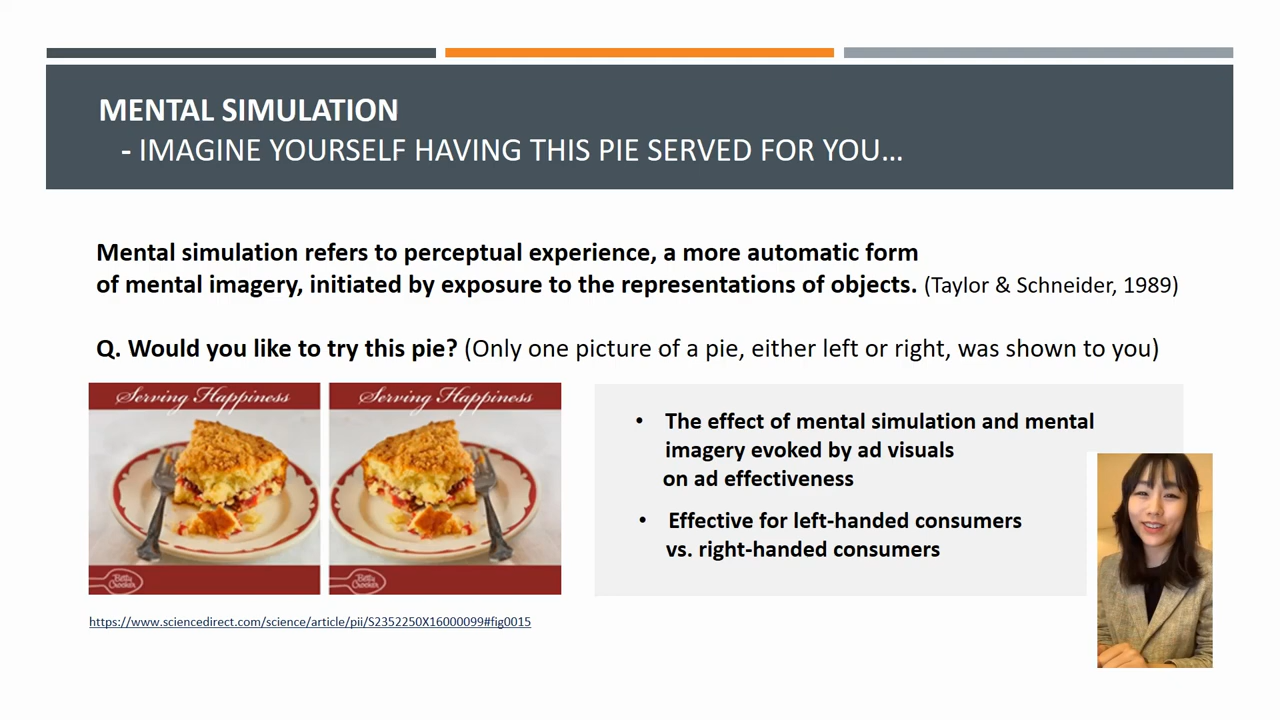 MENTAL SIMULATION
- IMAGINE YOURSELF HAVING THIS PIE SERVED FOR YOU…
Mental simulation refers to perceptual experience, a more automatic form
of mental imagery, initiated by exposure to the representations of objects. (Taylor & Schneider, 1989)
Q. Would you like to try this pie? (Only one picture of a pie, either left or right, was shown to you)
Serving Happiness
Betty
Crocker
Serving Happiness
Betty
Crocker
• The effect of mental simulation and mental
imagery evoked by ad visuals
on ad effectiveness
• Effective for left-handed consumers
vs. right-handed consumers
https://www.sciencedirect.com/science/article/pii/S2352250X16000099#fig0015